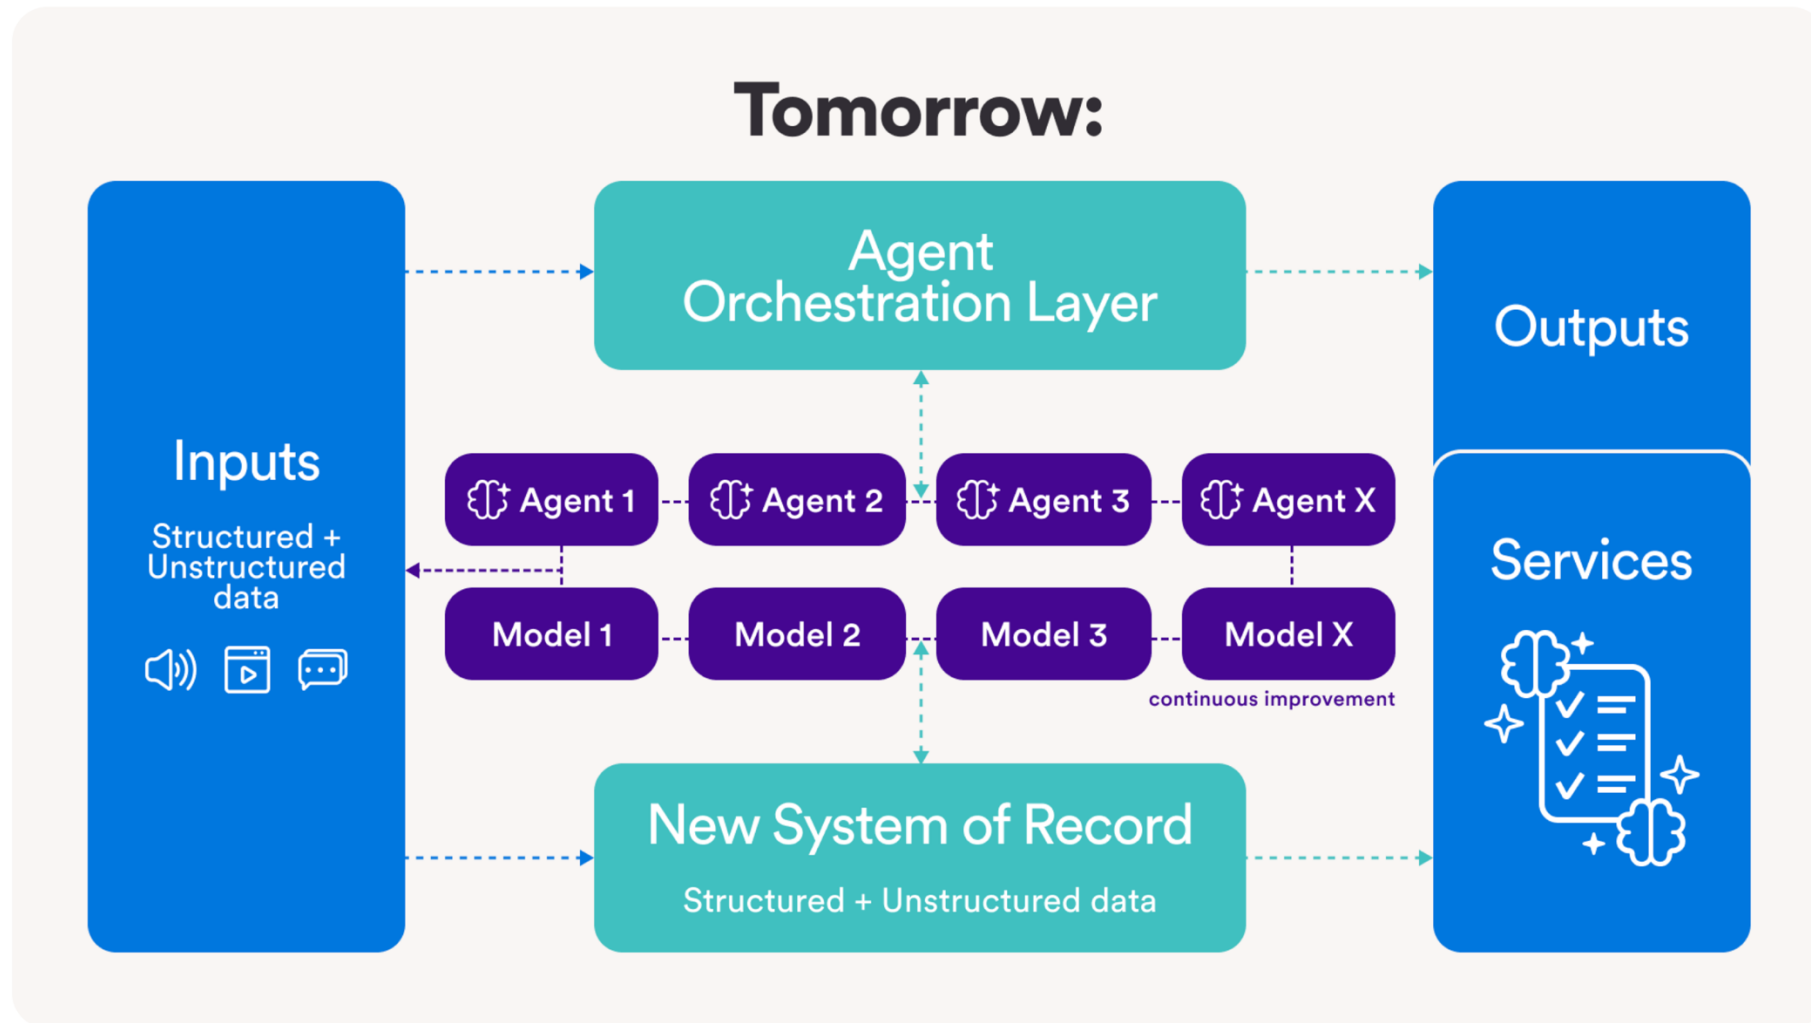 Tomorrow:
Inputs
Structured +
Unstructured
data
Agent
Orchestration Layer
Agent 1
Agent 2
Agent 3
Agent X
Model 1
Model 2
Model 3
Model X
continuous improvement
New System of Record
Structured + Unstructured data
Outputs
Services